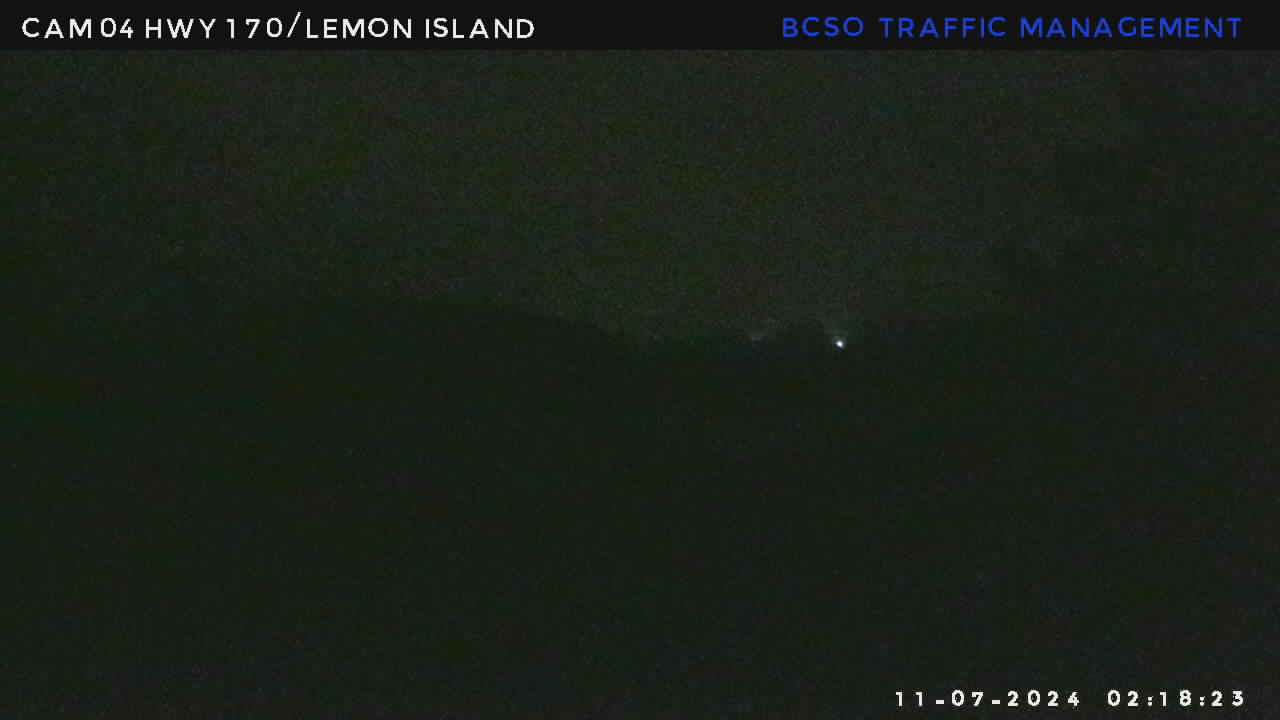 CAM04 HWY 170/LEMON ISLAND
BCSO TRAFFIC MANAGEMENT
11-07-2024 02:18:23